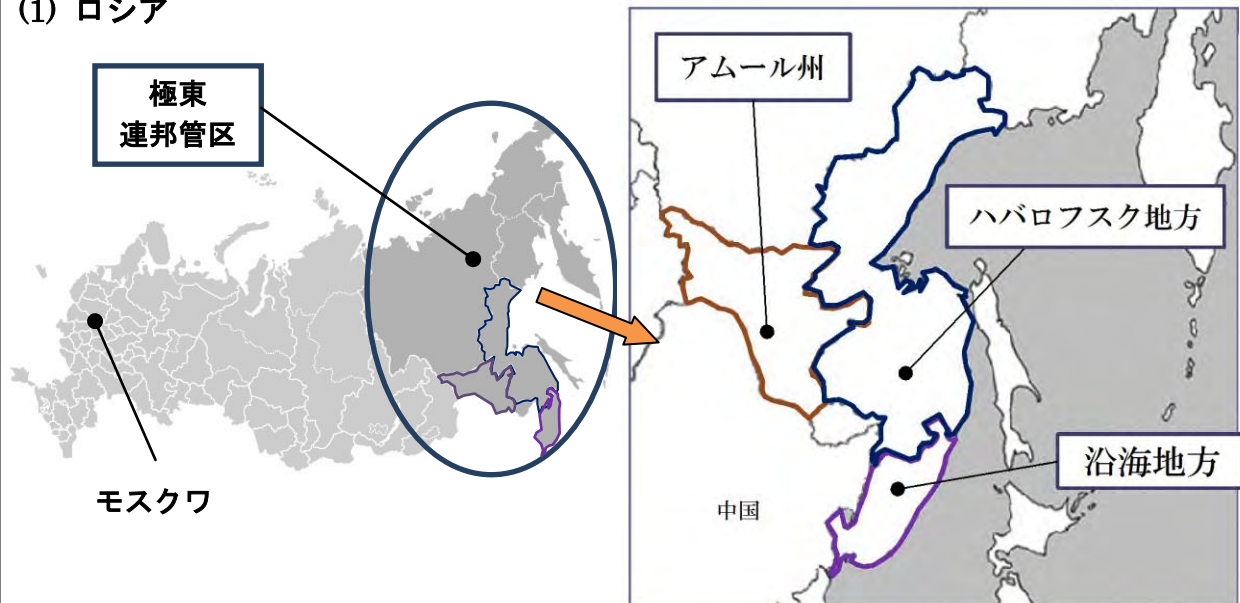 (1) ロシア
極東
連邦管区
モスクワ
アムール州
ハバロフスク地方
沿海地方
中国